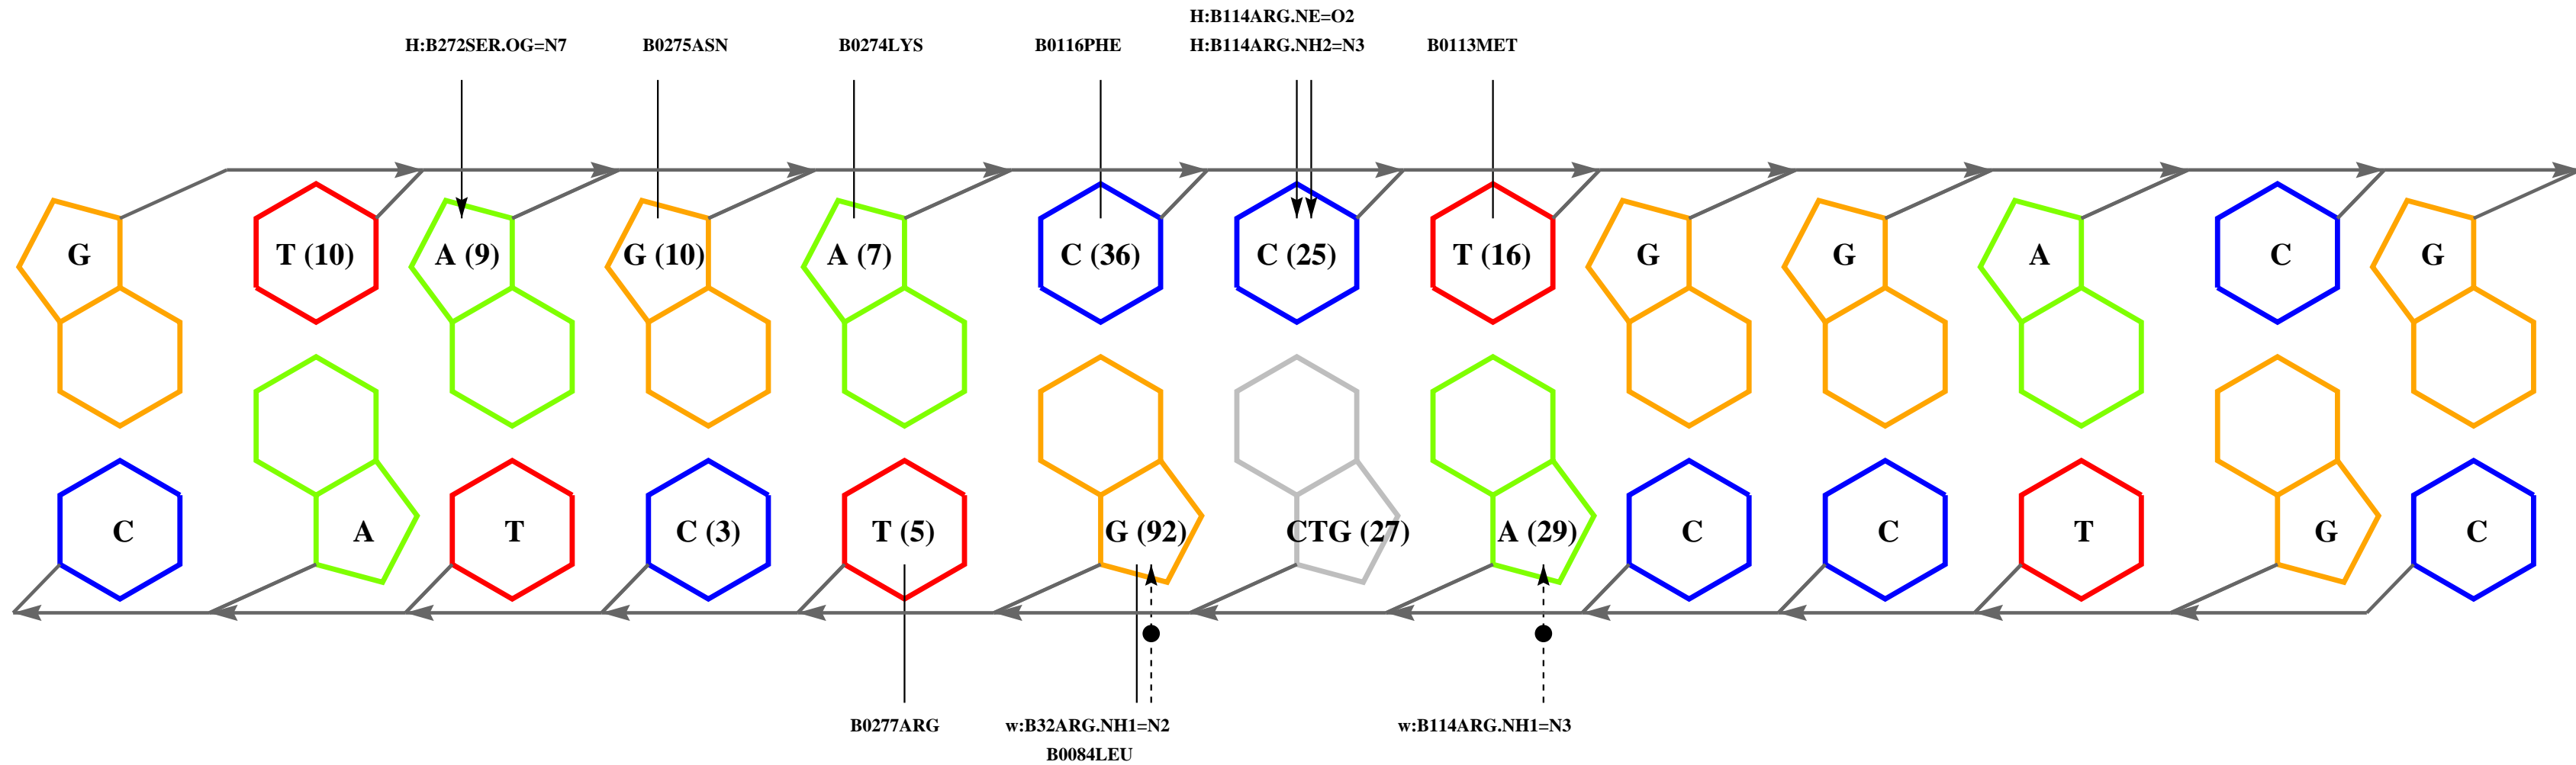 H:B114ARG.NE=O2
H:B272SER.OG=N7 B0275ASN B0274LYS B0116PHE H:B114ARG.NH2=N3 B0113MET
G T (10) A (9) G (10) A (7) C (36) C (25) T (16) G G A C G
C A T C (3) T (5) G (92) CTG (27) A (29) C C T G C
B0277ARG w:B32ARG.NH1=N2 w:B114ARG.NH1=N3
B0084LEU